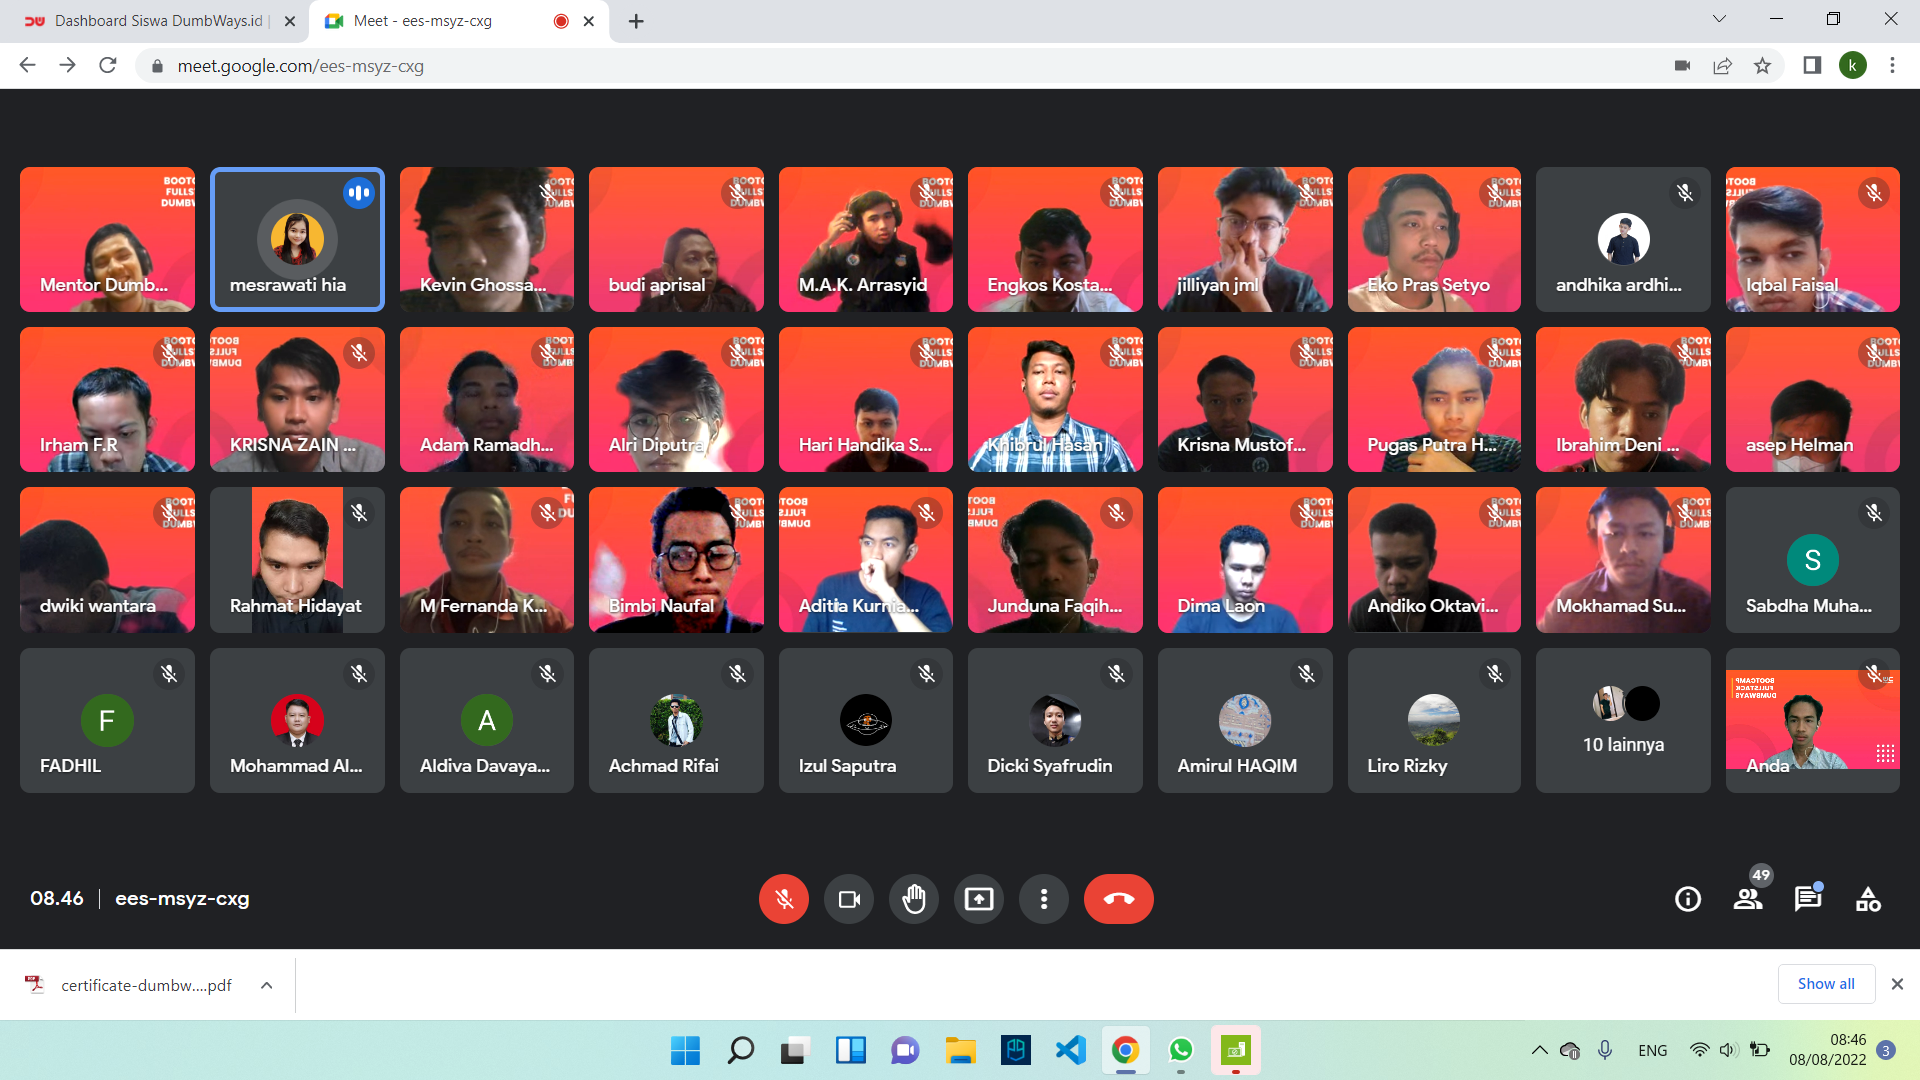 Dashboard Siswa DumbWays.id |
Meet - ees-msyz-cxg
meet.google.com/ees-msyz-cxg
k
Mentor Dumb...
mesrawati hia
Kevin Ghossa...
budi aprisal
M.A.K. Arrasyid
Engkos Kosta...
jilliyan jml
Eko Pras Setyo
andhika ardhi...
Iqbal Faisal
Irham F.R
KRISNA ZAIN ...
Adam Ramadh...
Alri Diputra
Hari Handika S...
Khibrul Hasan
Krisna Mustof...
Pugas Putra H...
Ibrahim Deni ...
asep Helman
dwiki wantara
Rahmat Hidayat
M Fernanda K...
Bimbi Naufal
Aditia Kurnia...
Junduna Faqih...
Dima Laon
Andiko Oktavi...
Mokhamad Su...
S
Sabdha Muha...
F
FADHIL
Mohammad Al...
A
Aldiva Davaya...
Achmad Rifai
Izul Saputra
Dicki Syafrudin
Amirul HAQIM
Liro Rizky
10 lainnya
BOOTCAMP
FULLSTACK
DUMBWAYS
Anda
08.46 | ees-msyz-cxg
49
certificate-dumbw....pdf
Show all
ENG
08:46
08/08/2022
3